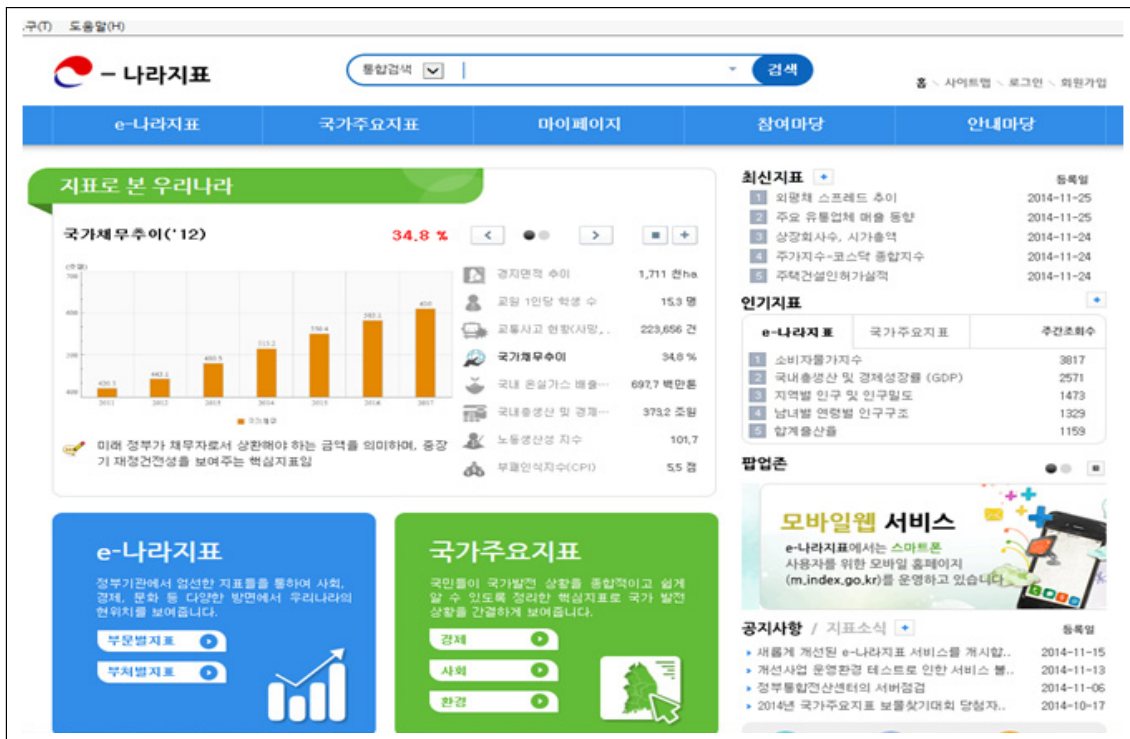 구(T) 도움말(H)
- 나라지표
통합검색
검색
홈 \ 사이트맵 \ 로그인 \ 회원가입
e-나라지표 국가주요지표 마이페이지 참여마당 안내마당
지표로 본 우리나라
국가채무추이('12) 34.8 %
2011 2012 2014 2015 2016 2017
국가채무
미래 정부가 채무자로서 상환해야 하는 금액을 의미하며, 중장
기 재정건전성을 보여주는 핵심지표임
경지면적 추이 1,711 천ha
교원 1인당 학생 수 15.3 명
교통사고 현황(사망,.. 223,656 건
국가채무추이 34.8 %
국내 온실가스 배출… 697.7 백만톤
국내총생산 및 경제… 373.2 조원
노동생산성 지수 101.7
부패인식지수(CPI) 5.5 점
최신지표 + 등록일
1 외평채 스프레드 추이 2014-11-25
2 주요 유통업체 매출 동향 2014-11-25
3 상장회사수, 시가총액 2014-11-24
4 주가지수-코스닥 종합지수 2014-11-24
5 주택건설인허가실적 2014-11-24
인기지표 +
e-나라지표 국가주요지표 주간조회수
1 소비자물가지수 3817
2 국내총생산 및 경제성장률 (GDP) 2571
3 지역별 인구 및 인구밀도 1473
4 남녀별 연령별 인구구조 1329
5 합계출산율 1159
팝업존
모바일웹 서비스
e-나라지표에서는 스마트폰
사용자를 위한 모바일 홈페이지
(m.index.go.kr)를 운영하고 있습니다
e-나라지표
정부기관에서 엄선한 지표들을 통하여 사회,
경제, 문화 등 다양한 방면에서 우리나라의
현위치를 보여줍니다.
부문별지표
부처별지표
국가주요지표
국민들이 국가발전 상황을 종합적이고 쉽게
알 수 있도록 정리한 핵심지표로 국가 발전
상황을 간결하게 보여줍니다.
경제
사회
환경
공지사항 / 지표소식 + 등록일
새롭게 개선된 e-나라지표 서비스를 개시합.. 2014-11-15
개선사업 운영환경 테스트로 인한 서비스 불.. 2014-11-13
정부통합전산센터의 서버점검 2014-11-06
2014년 국가주요지표 보물찾기대회 당첨자.. 2014-10-17